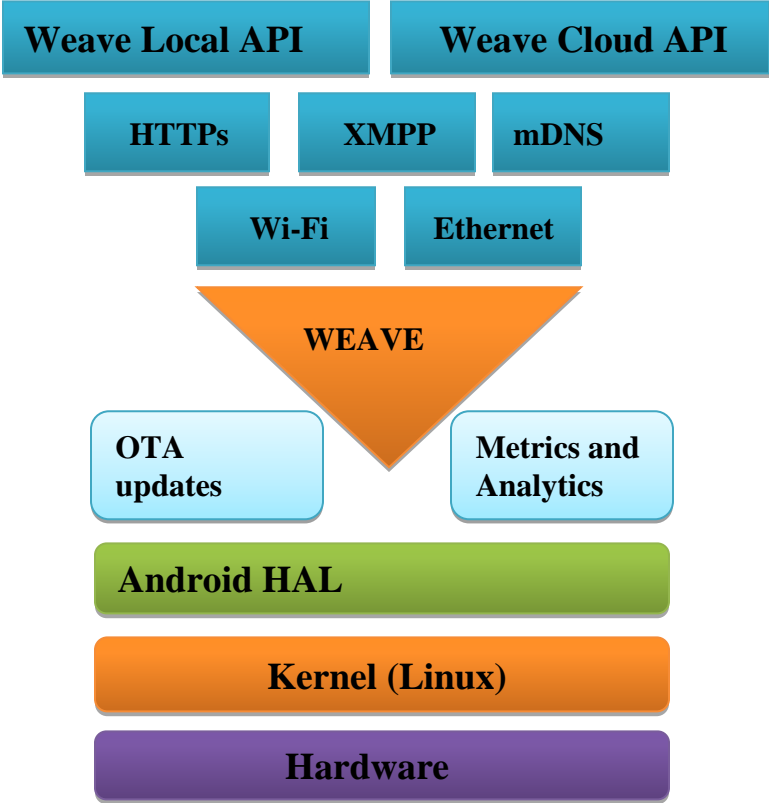 Weave Local API
Weave Cloud API
HTTPs
XMPP
mDNS
Wi-Fi
Ethernet
WEAVE
OTA
updates
Metrics and
Analytics
Android HAL
Kernel (Linux)
Hardware